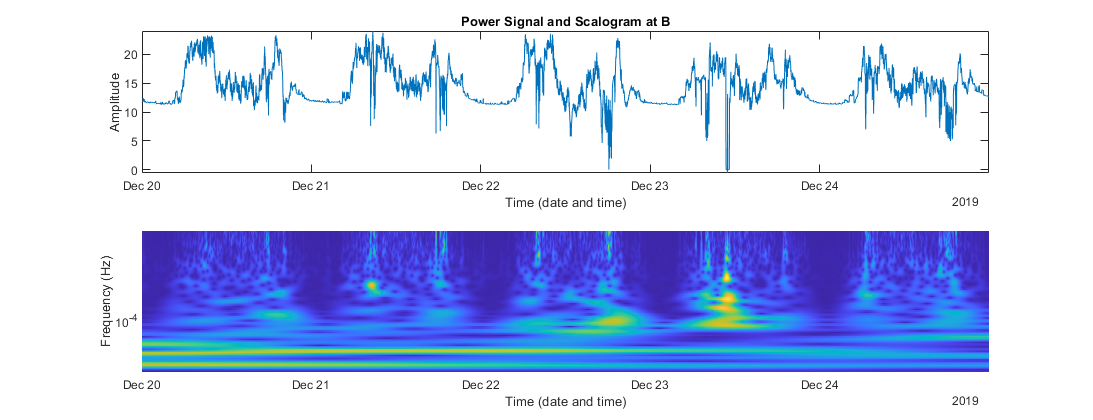 Power Signal and Scalogram at B
Amplitude
20
15
10
5
0
Dec 20 Dec 21 Dec 22 Dec 23 Dec 24
Time (date and time) 2019
Frequency (Hz)
10⁻⁴
Dec 20 Dec 21 Dec 22 Dec 23 Dec 24
Time (date and time) 2019